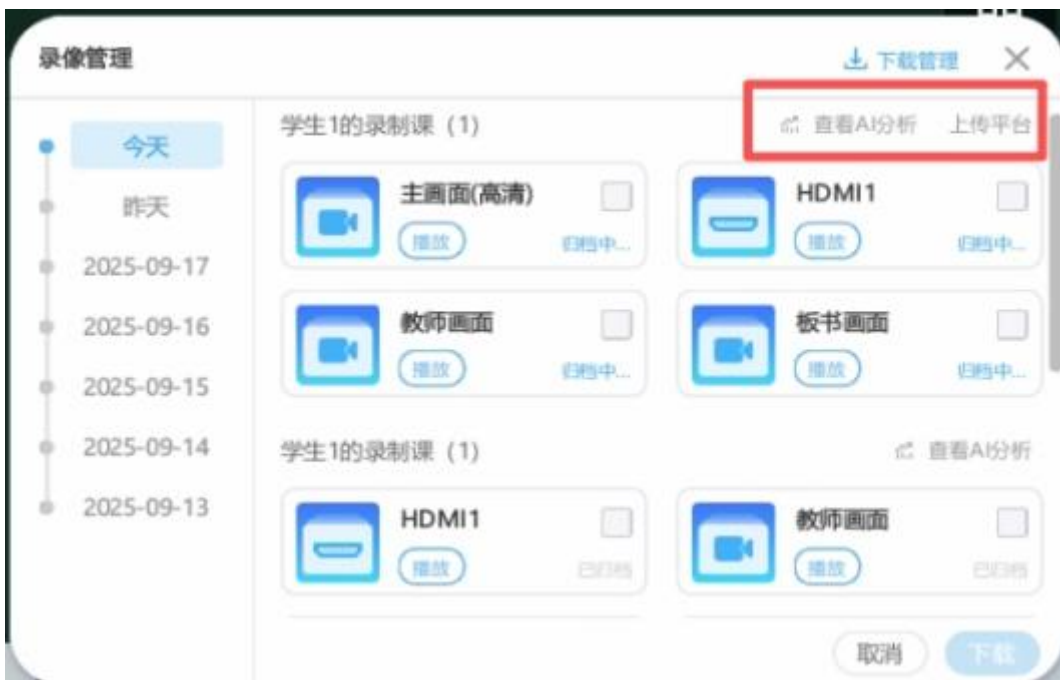 录像管理
下载管理
今天
昨天
2025-09-17
2025-09-16
2025-09-15
2025-09-14
2025-09-13
学生1的录制课（1）
查看AI分析 上传平台
主画面(高清)
播放 归档中...
HDMI1
播放 归档中...
教师画面
播放 归档中...
板书画面
播放 归档中...
学生1的录制课（1）
查看AI分析
HDMI1
播放 已归档
教师画面
播放 已归档
取消 下载